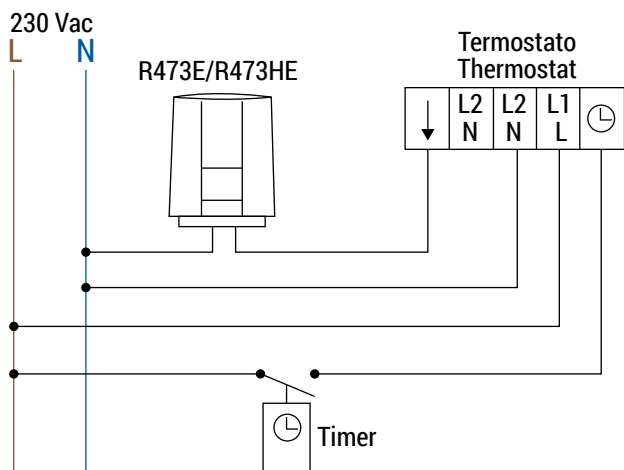 230 Vac
L N
R473E/R473HE
Termostato
Thermostat
L2 L2 L1
N N L
Timer